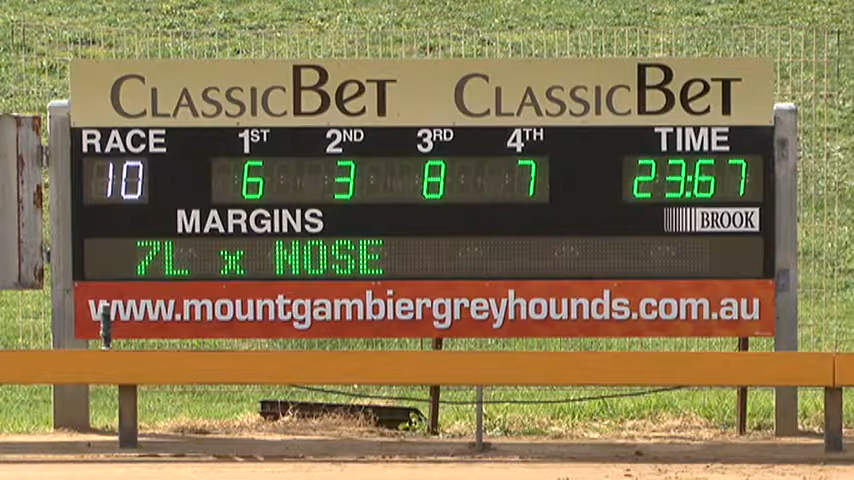 CLASSICBET CLASSICBET
RACE 1ST 2ND 3RD 4TH TIME
10 6 3 8 7 23:67
MARGINS BROOK
7L x NOSE
www.mountgambiergreyhounds.com.au